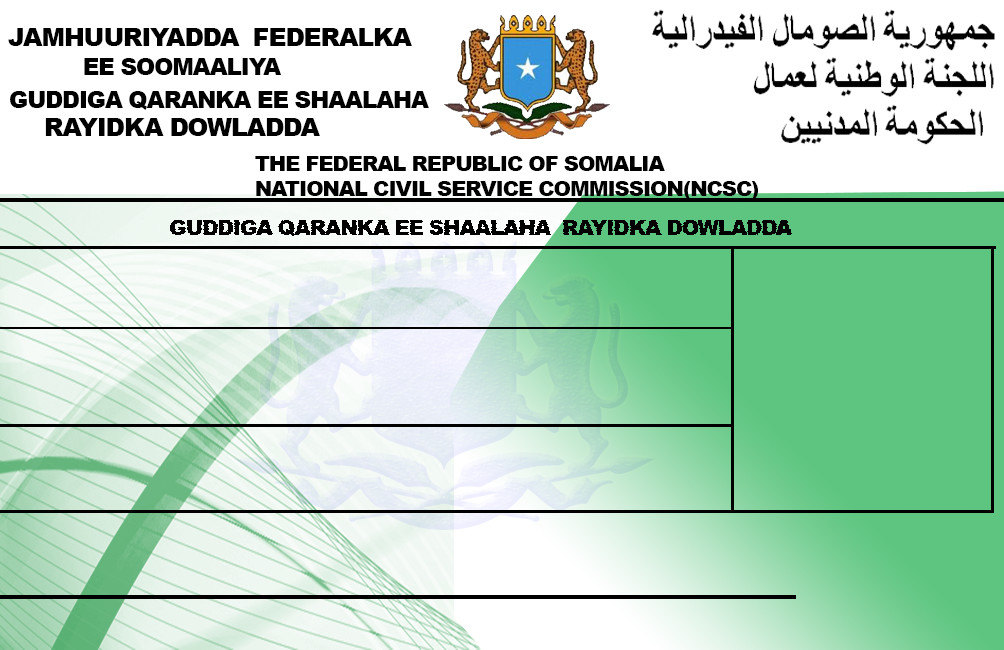 JAMHUURIYADDA FEDERALKA
EE SOOMAALIYA
GUDDIGA QARANKA EE SHAALAHA
RAYIDKA DOWLADDA
جمهورية الصومال الفيدرالية
اللجنة الوطنية لعمال
الحكومة المدنيين
THE FEDERAL REPUBLIC OF SOMALIA
NATIONAL CIVIL SERVICE COMMISSION(NCSC)
GUDDIGA QARANKA EE SHAALAHA RAYIDKA DOWLADDA